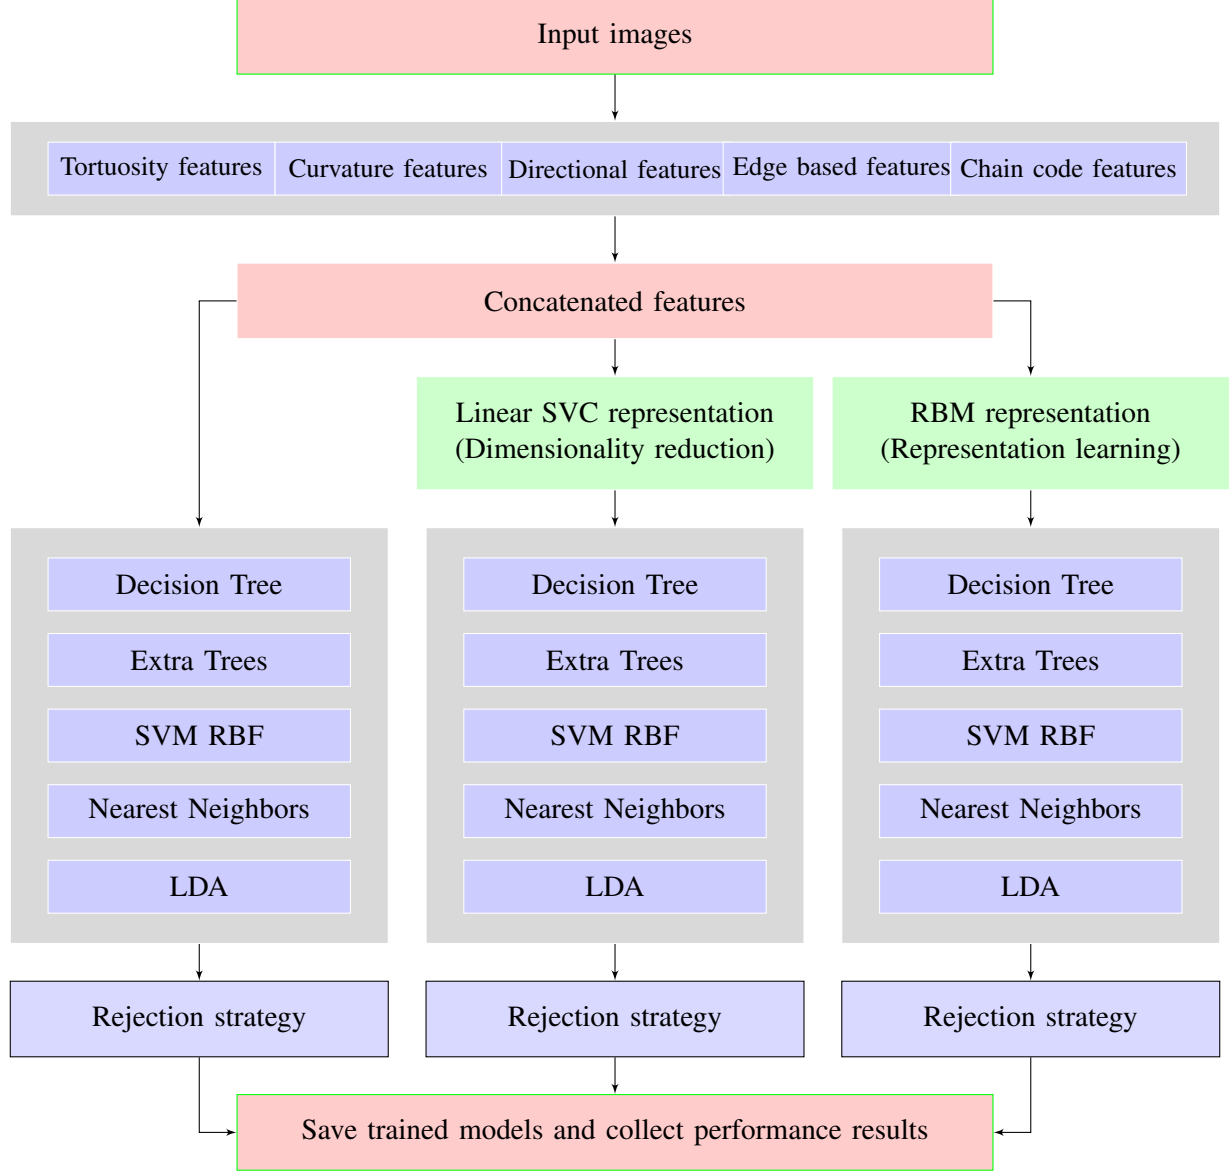 Input images
Tortuosity features
Curvature features
Directional features
Edge based features
Chain code features
Concatenated features
Linear SVC representation
(Dimensionality reduction)
RBM representation
(Representation learning)
Decision Tree
Extra Trees
SVM RBF
Nearest Neighbors
LDA
Decision Tree
Extra Trees
SVM RBF
Nearest Neighbors
LDA
Decision Tree
Extra Trees
SVM RBF
Nearest Neighbors
LDA
Rejection strategy
Rejection strategy
Rejection strategy
Save trained models and collect performance results